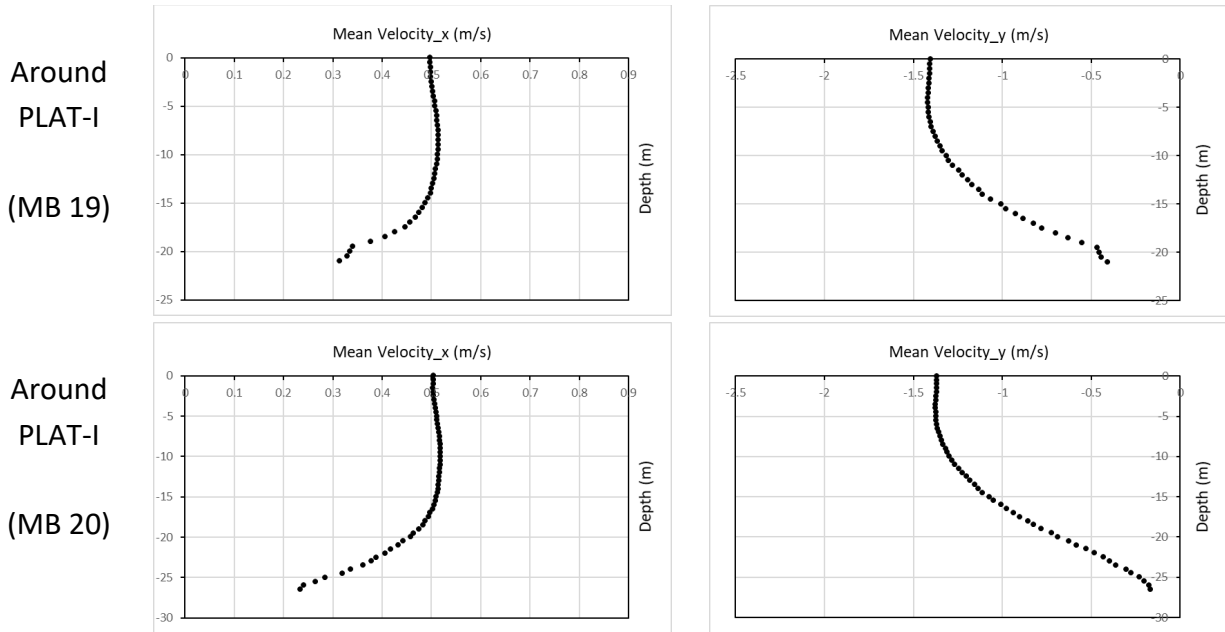 Around
PLAT-I
(MB 19)
Mean Velocity_x (m/s)
0 0.1 0.2 0.3 0.4 0.5 0.6 0.7 0.8 0.9
0
-5
-10
-15
-20
-25
Mean Velocity_y (m/s)
-2.5 -2 -1.5 -1 -0.5 0
0
-5
-10
-15
-20
-25
Depth (m)
Around
PLAT-I
(MB 20)
Mean Velocity_x (m/s)
0 0.1 0.2 0.3 0.4 0.5 0.6 0.7 0.8 0.9
0
-5
-10
-15
-20
-25
-30
Depth (m)
Mean Velocity_y (m/s)
-2.5 -2 -1.5 -1 -0.5 0
0
-5
-10
-15
-20
-25
-30
Depth (m)
Depth (m)